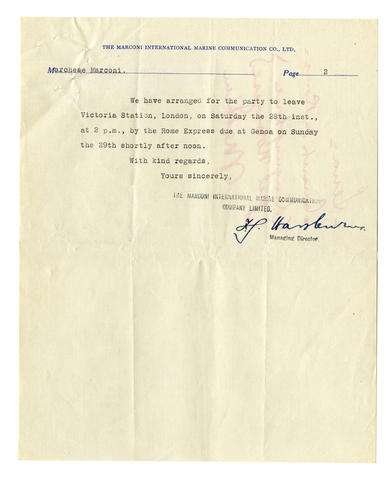 THE MARCONI INTERNATIONAL MARINE COMMUNICATION CO., LTD.
Marchese Marconi. Page 2
We have arranged for the party to leave
Victoria Station, London, on Saturday the 28th inst.,
at 2 p.m., by the Rome Express due at Genoa on Sunday
the 29th shortly after noon.
With kind regards,
Yours sincerely,
THE MARCONI INTERNATIONAL MARINE COMMUNICATION
COMPANY LIMITED.
Managing Director.